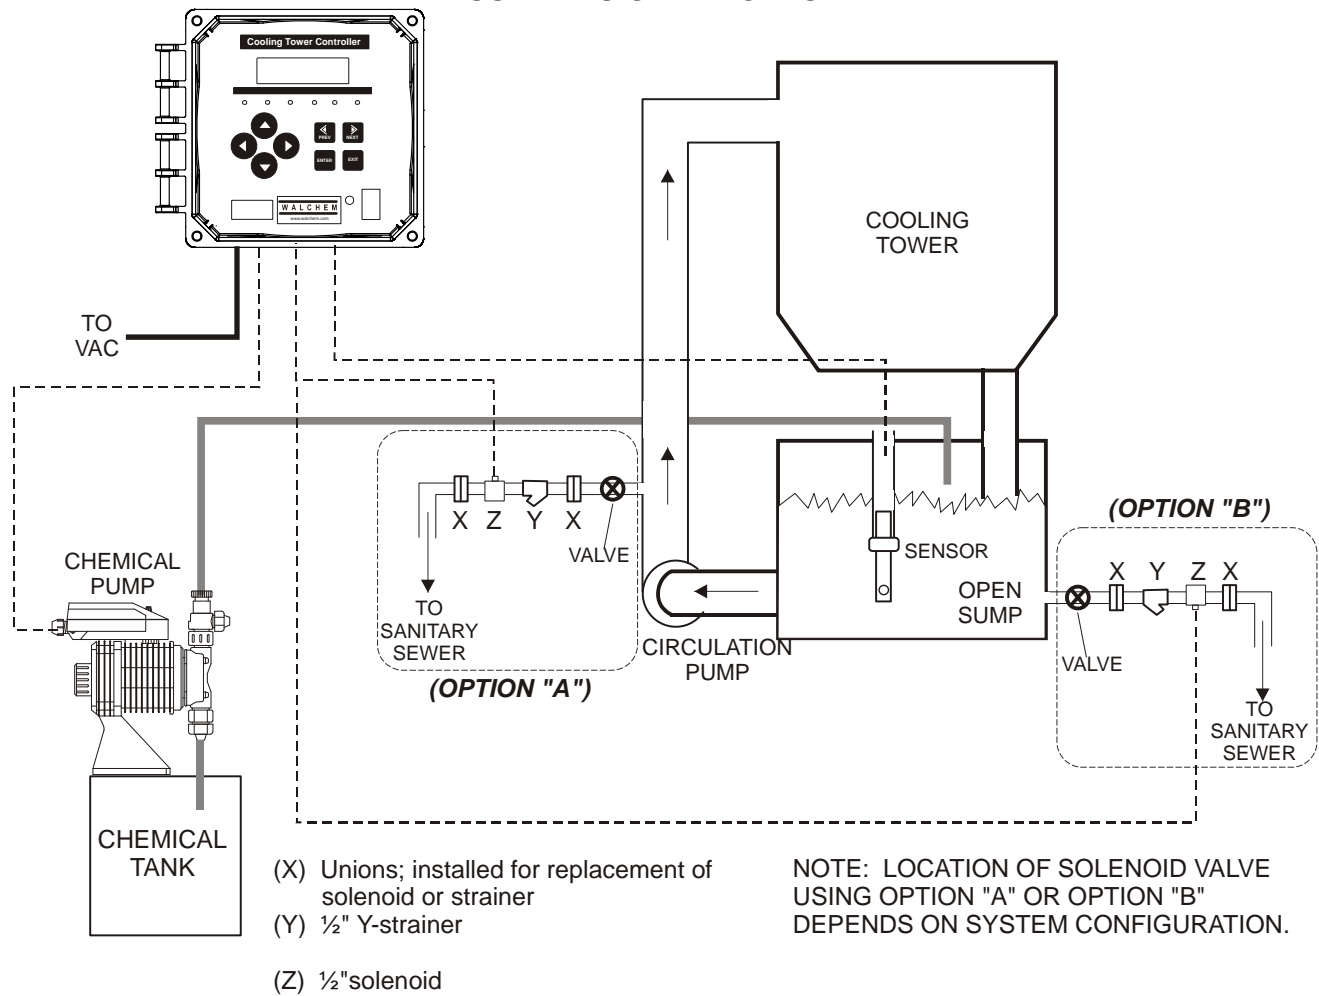 Cooling Tower Controller
PREV
NEXT
ENTER
EXIT
WALCHEM
www.walchem.com
TO
VAC
COOLING
TOWER
X Z Y X
VALVE
TO
SANITARY
SEWER
(OPTION "A")
SENSOR
OPEN
SUMP
CIRCULATION
PUMP
(OPTION "B")
X Y Z X
VALVE
TO
SANITARY
SEWER
CHEMICAL
PUMP
CHEMICAL
TANK
(X) Unions; installed for replacement of
solenoid or strainer
(Y) ½" Y-strainer
(Z) ½"solenoid
NOTE: LOCATION OF SOLENOID VALVE
USING OPTION "A" OR OPTION "B"
DEPENDS ON SYSTEM CONFIGURATION.